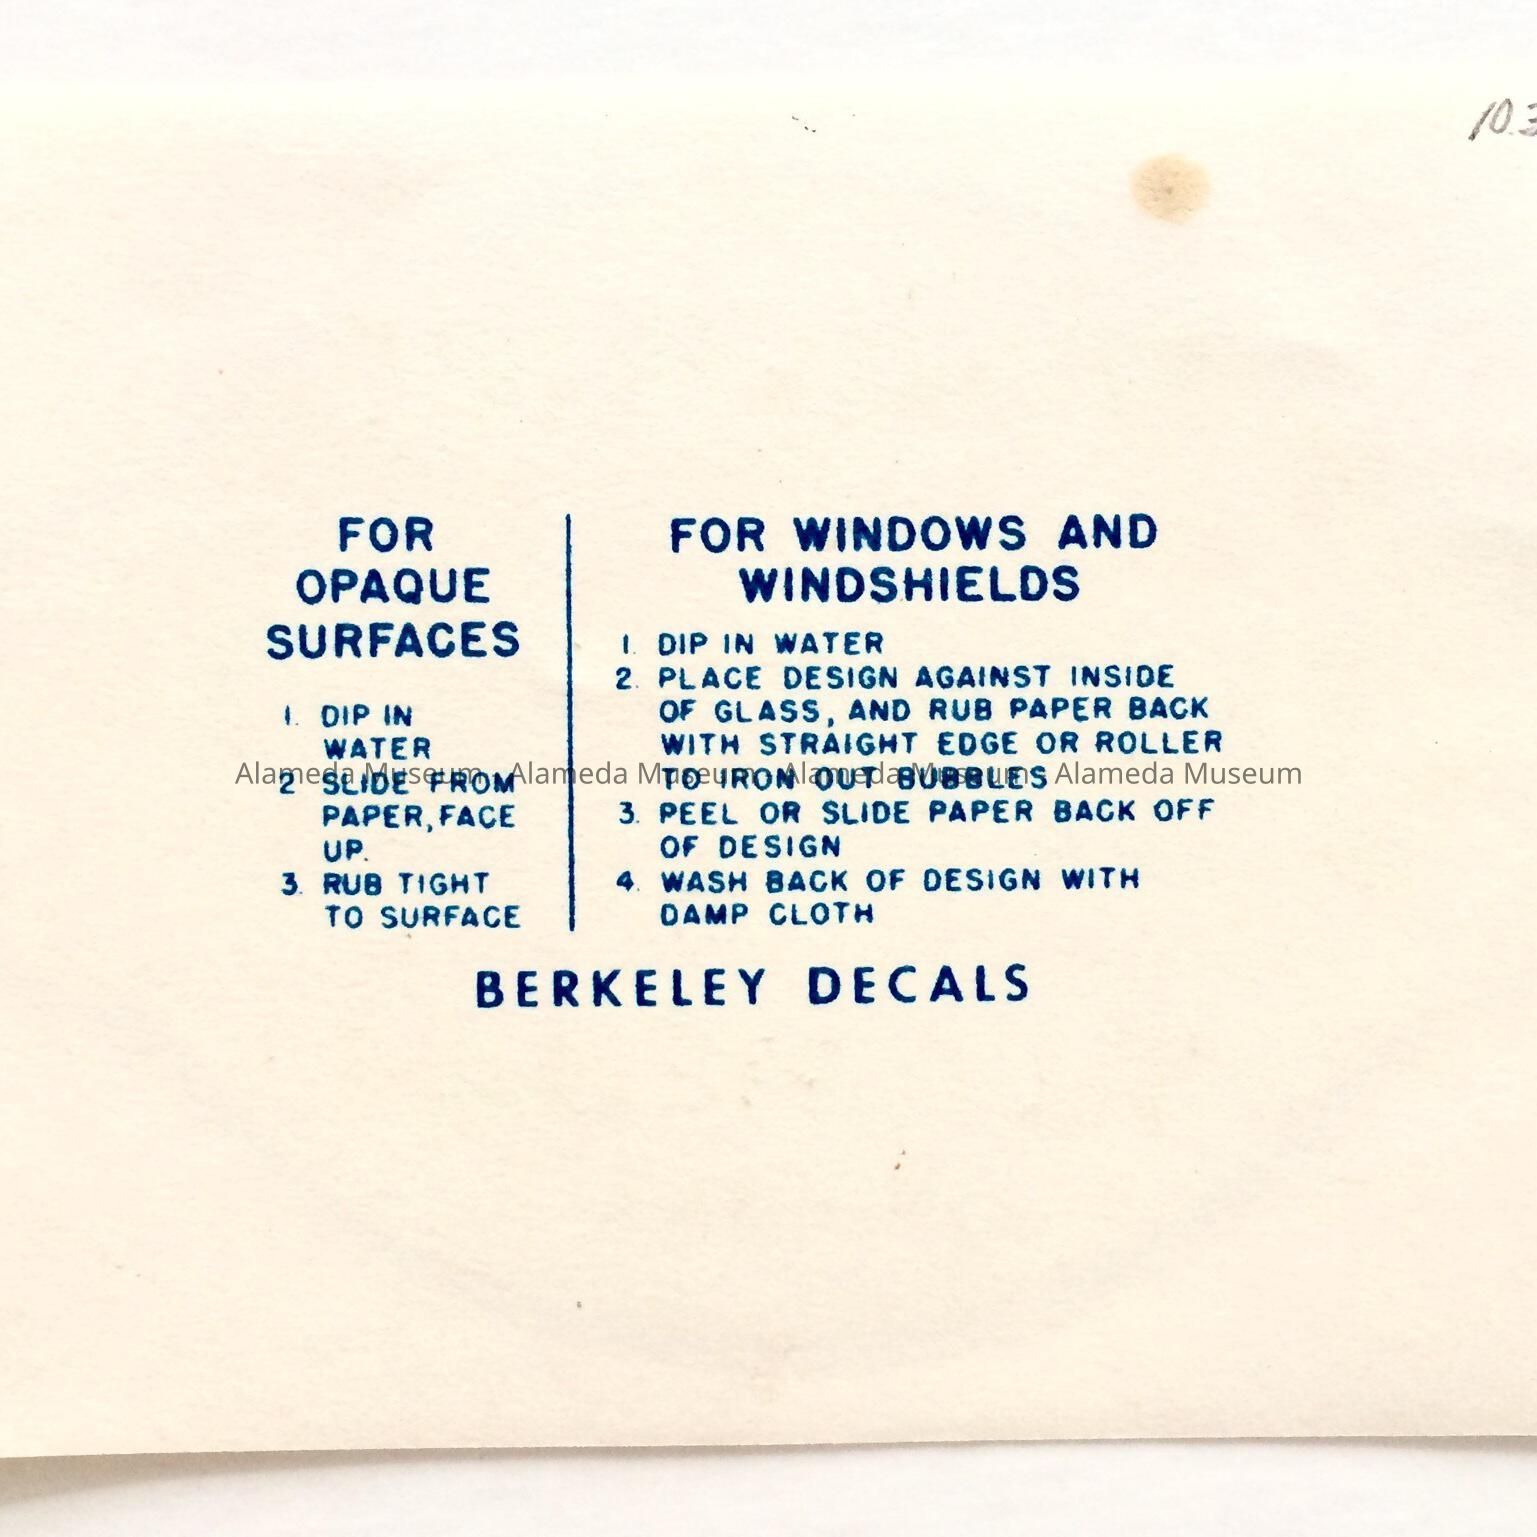 10.3
FOR
OPAQUE
SURFACES
1. DIP IN
WATER
2 SLIDE FROM
PAPER, FACE
UP.
3. RUB TIGHT
TO SURFACE
FOR WINDOWS AND
WINDSHIELDS
1. DIP IN WATER
2. PLACE DESIGN AGAINST INSIDE
OF GLASS, AND RUB PAPER BACK
WITH STRAIGHT EDGE OR ROLLER
TO IRON OUT BUBBLES
3. PEEL OR SLIDE PAPER BACK OFF
OF DESIGN
4. WASH BACK OF DESIGN WITH
DAMP CLOTH
BERKELEY DECALS
Alameda Museum - Alameda Museum - Alameda Museum - Alameda Museum